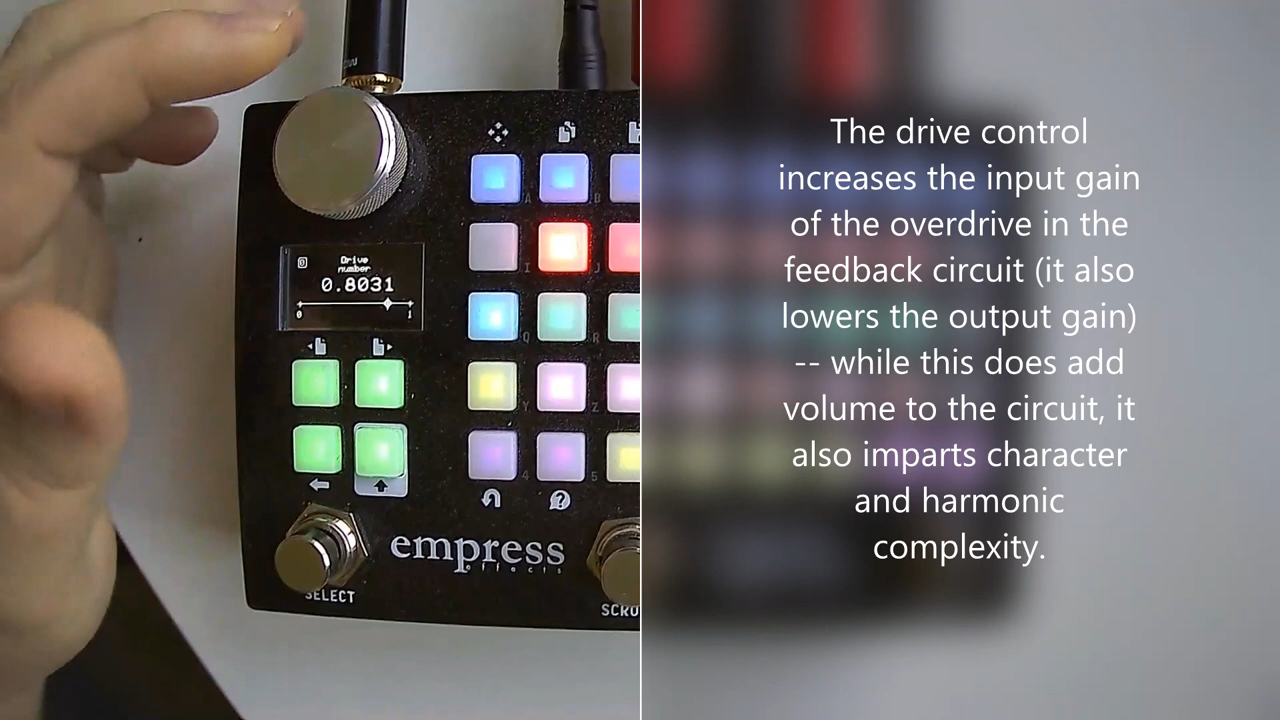 Drive
number
0.8031
0 1
A B
I J
Q R
Y Z
4 5
empress
effects
SELECT
SCRO
The drive control
increases the input gain
of the overdrive in the
feedback circuit (it also
lowers the output gain)
-- while this does add
volume to the circuit, it
also imparts character
and harmonic
complexity.